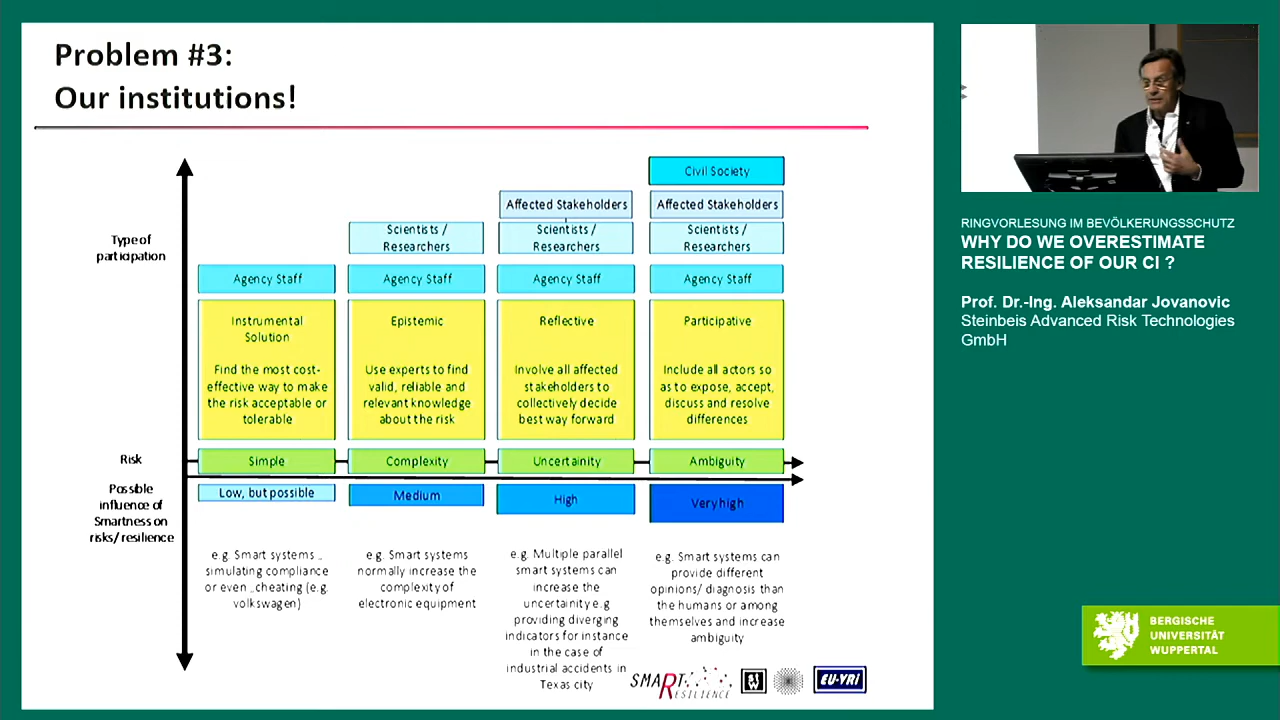 Problem #3:
Our institutions!
Type of
participation
Civil Society
Affected Stakeholders
Affected Stakeholders
Scientists /
Researchers
Scientists /
Researchers
Scientists /
Researchers
Agency Staff
Agency Staff
Agency Staff
Agency Staff
Instrumental
Solution
Find the most cost-
effective way to make
the risk acceptable or
tolerable
Epistemic
Use experts to find
valid, reliable and
relevant knowledge
about the risk
Reflective
Involve all affected
stakeholders to
collectively decide
best way forward
Participative
Include all actors so
as to expose, accept,
discuss and resolve
differences
Risk
Simple
Complexity
Uncertainity
Ambiguity
Possible
influence of
Smartness on
risks/ resilience
Low, but possible
Medium
High
Very high
e.g. Smart systems
simulating compliance
or even „cheating (e.g.
volkswagen)
e.g. Smart systems
normally increase the
complexity of
electronic equipment
e.g. Multiple parallel
smart systems can
increase the
uncertainity e.g
providing diverging
indicators for instance
in the case of
industrial accidents in
Texas city
e.g. Smart systems can
provide different
opinions/ diagnosis than
the humans or among
themselves and increase
ambiguity
SMART
RESILIENCE
EU-VRi
RINGVORLESUNG IM BEVÖLKERUNGSSCHUTZ
WHY DO WE OVERESTIMATE
RESILIENCE OF OUR CI ?
Prof. Dr.-Ing. Aleksandar Jovanovic
Steinbeis Advanced Risk Technologies
GmbH
BERGISCHE
UNIVERSITÄT
WUPPERTAL